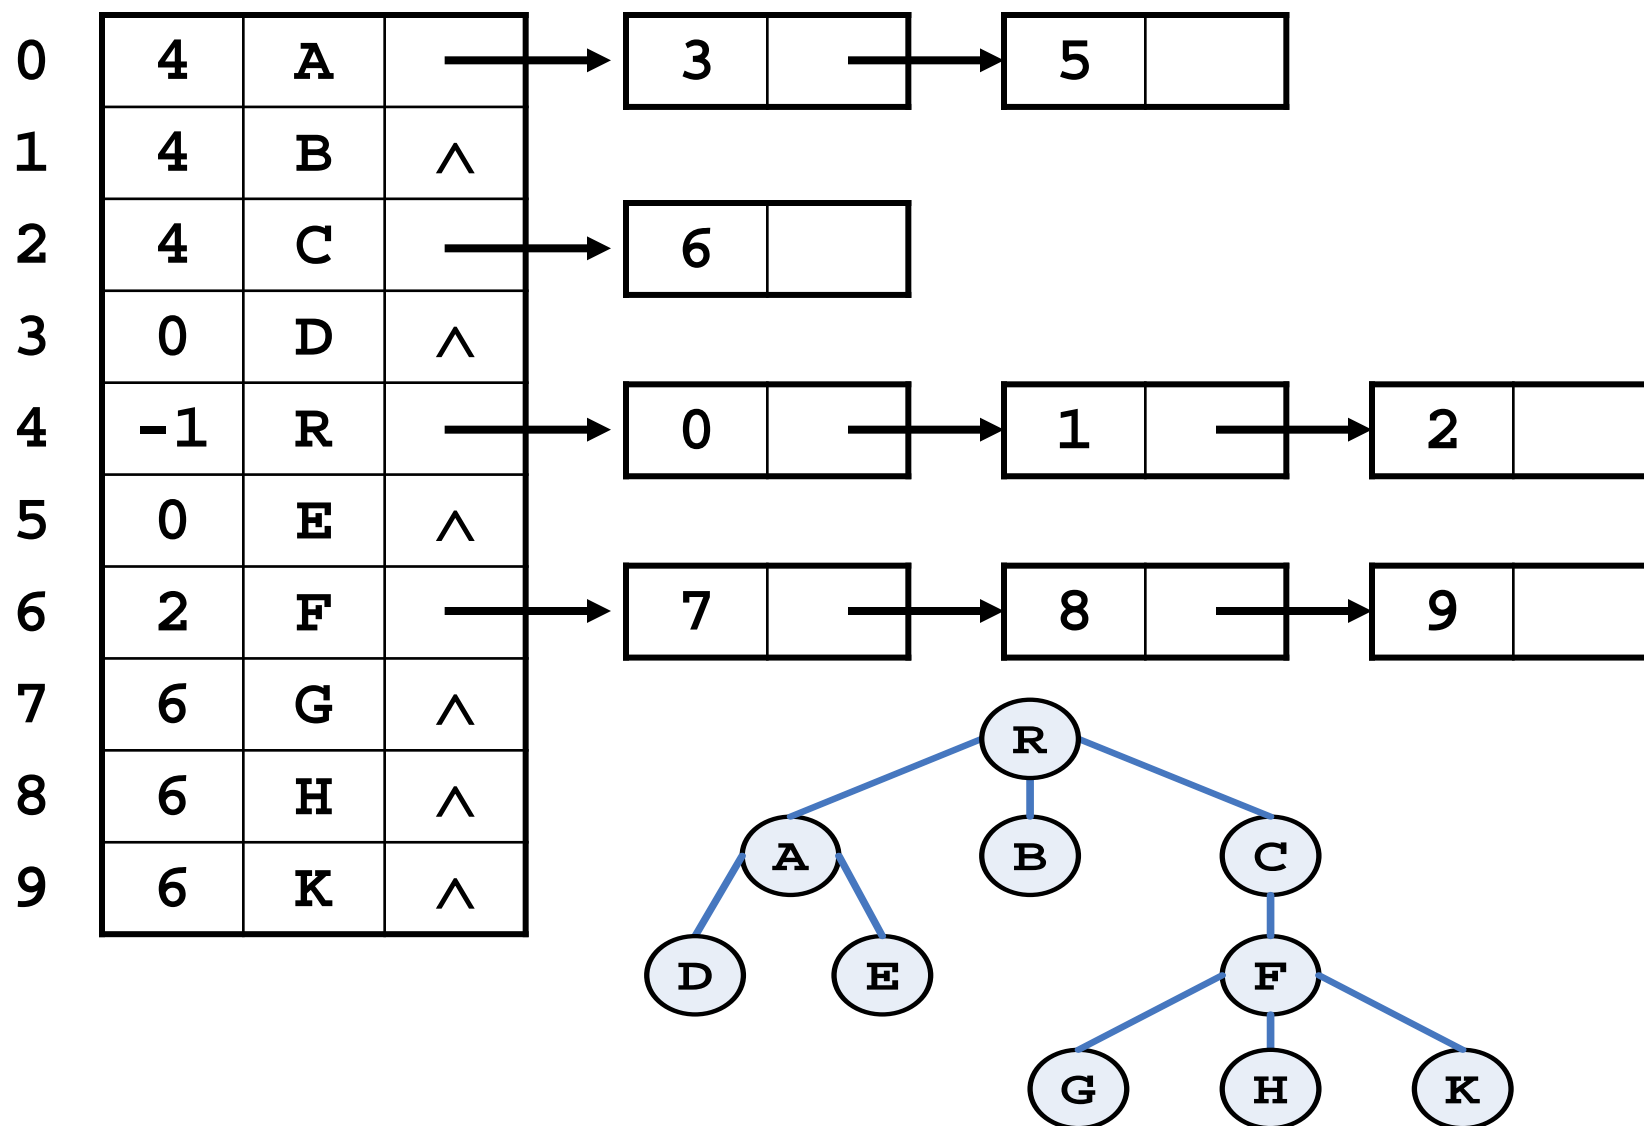 0 4 A 3 5
1 4 B ∧
2 4 C 6
3 0 D ∧
4 -1 R 0 1 2
5 0 E ∧
6 2 F 7 8 9
7 6 G ∧
8 6 H ∧
9 6 K ∧
R
A B C
D E F
G H K